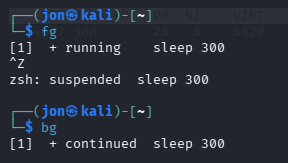 ┌──(jon㉿kali)-[~]
└─$ fg
[1]  + running    sleep 300
^Z
zsh: suspended  sleep 300
┌──(jon㉿kali)-[~]
└─$ bg
[1]  + continued  sleep 300